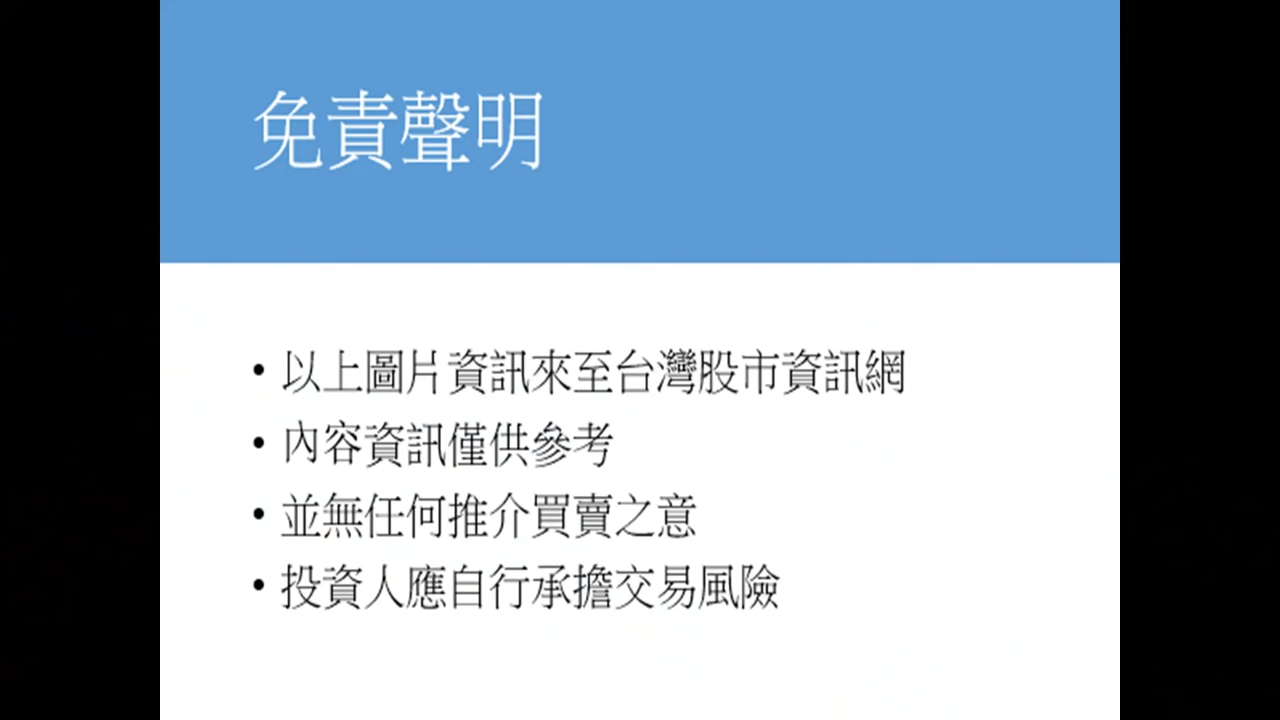 免責聲明
• 以上圖片資訊來至台灣股市資訊網
• 內容資訊僅供參考
• 並無任何推介買賣之意
• 投資人應自行承擔交易風險